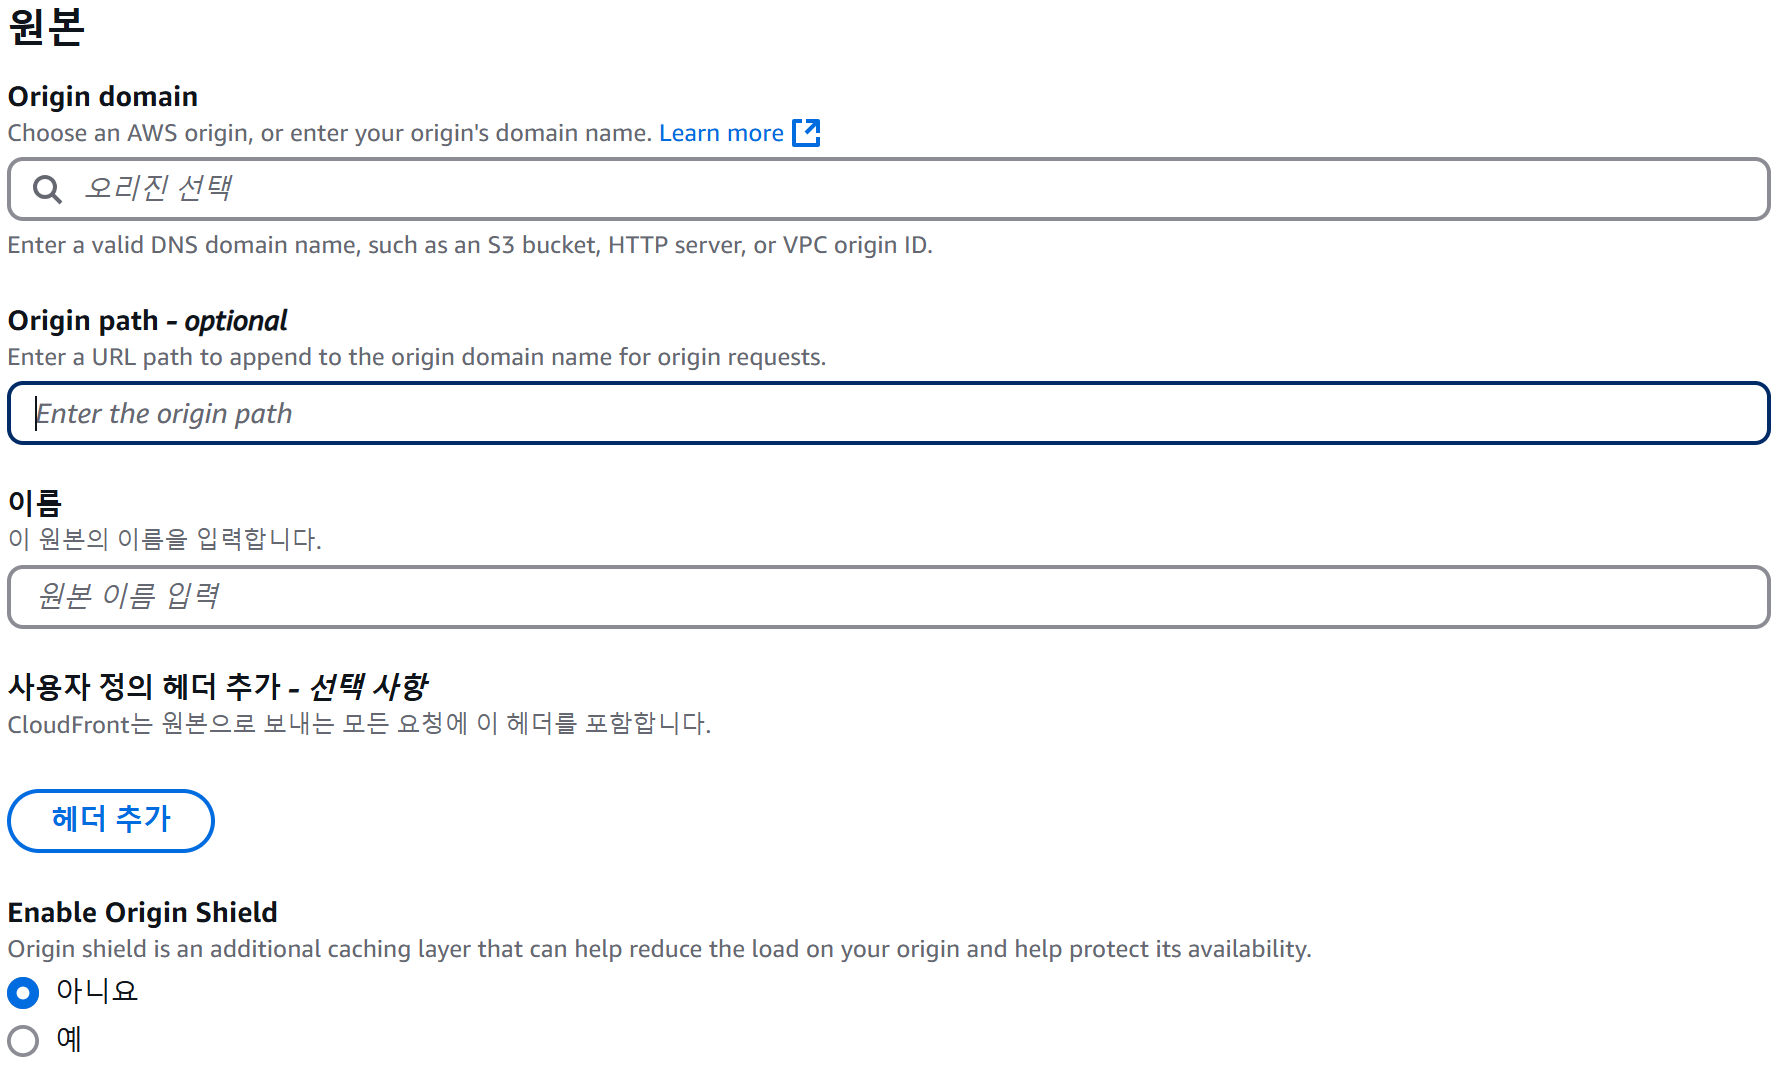 원본
Origin domain
Choose an AWS origin, or enter your origin's domain name. Learn more
오리진 선택
Enter a valid DNS domain name, such as an S3 bucket, HTTP server, or VPC origin ID.
Origin path - optional
Enter a URL path to append to the origin domain name for origin requests.
Enter the origin path
이름
이 원본의 이름을 입력합니다.
원본 이름 입력
사용자 정의 헤더 추가 - 선택 사항
CloudFront는 원본으로 보내는 모든 요청에 이 헤더를 포함합니다.
헤더 추가
Enable Origin Shield
Origin shield is an additional caching layer that can help reduce the load on your origin and help protect its availability.
아니요
예